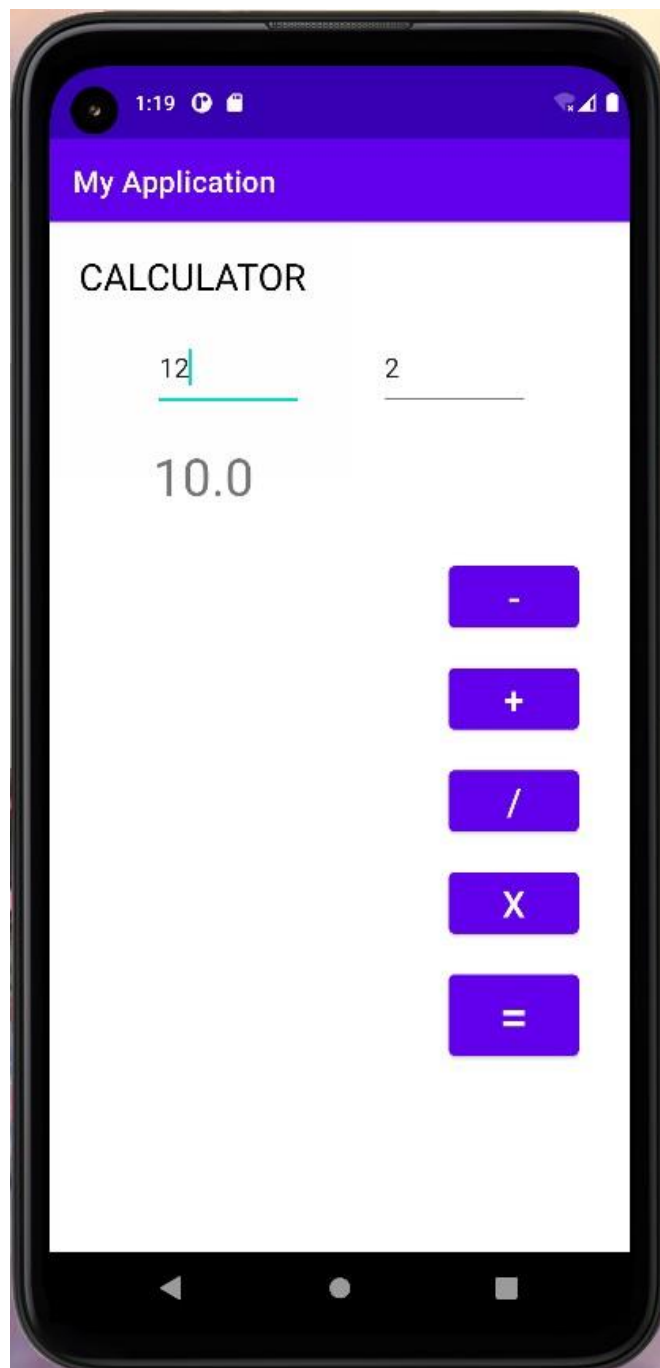 1:19
My Application
CALCULATOR
12 2
10.0
-
+
/
X
=